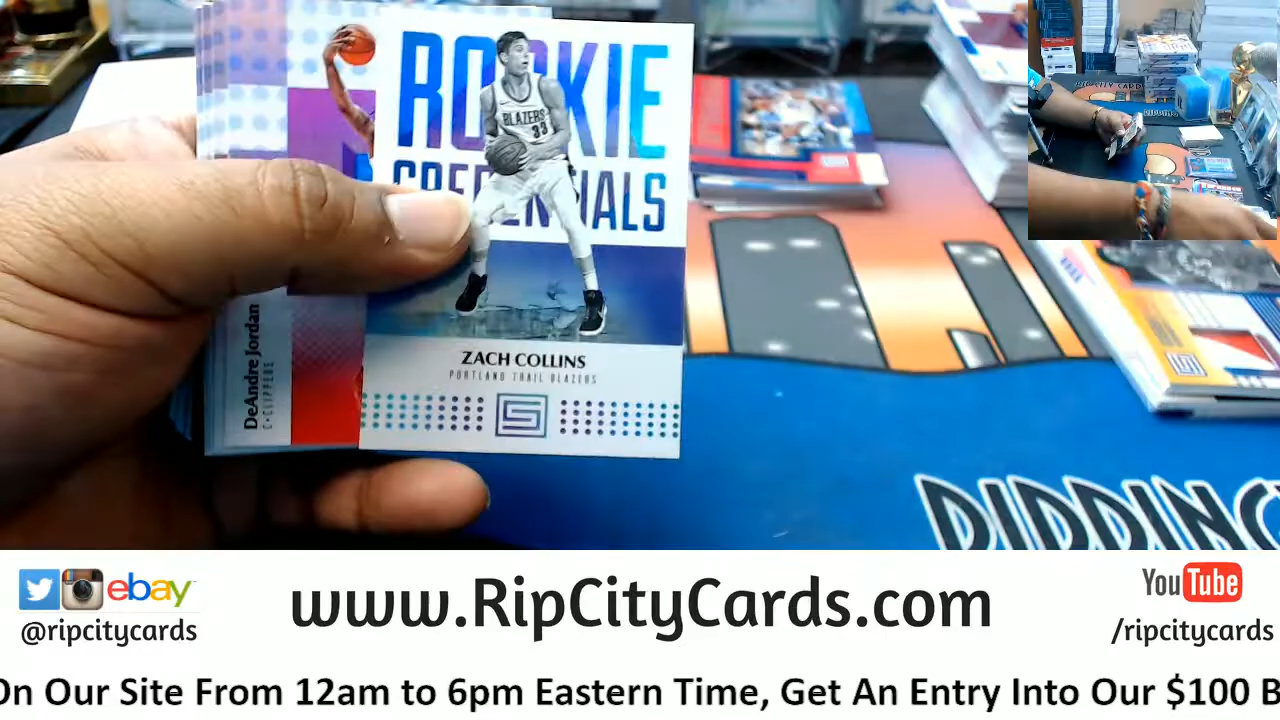 ROOKIE
CREDENTIALS
BLAZERS
33
ZACH COLLINS
PORTLAND TRAIL BLAZERS
DeAndre Jordan
C • CLIPPERS
ebay
@ripcitycards
www.RipCityCards.com
YouTube
/ripcitycards
On Our Site From 12am to 6pm Eastern Time, Get An Entry Into Our $100 B